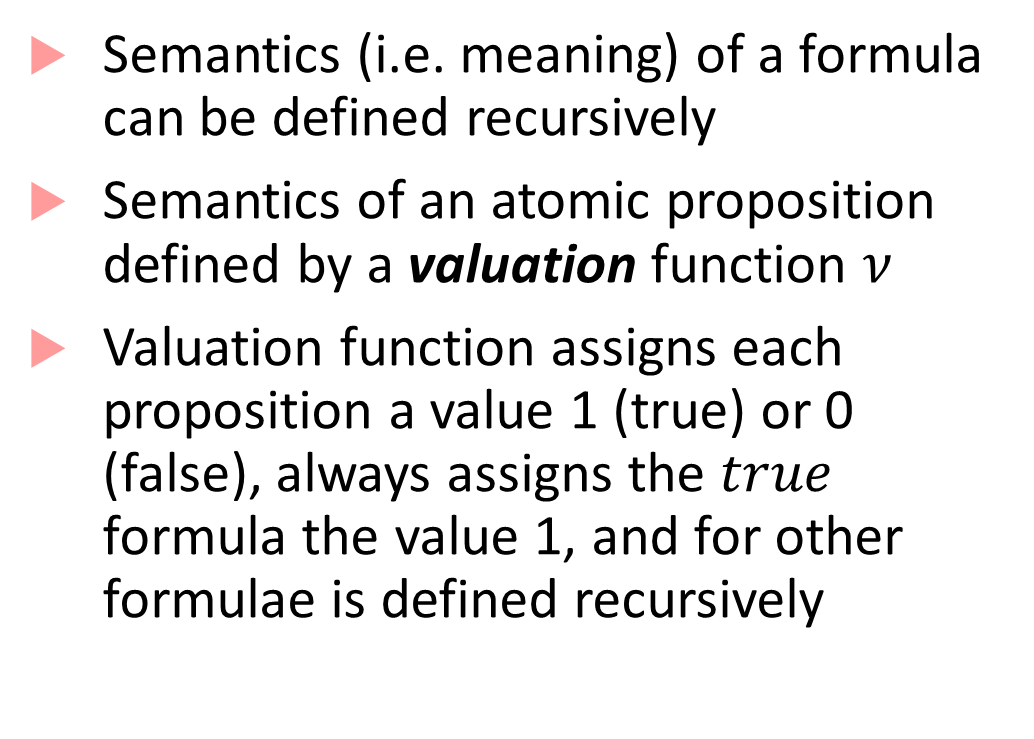 Semantics (i.e. meaning) of a formula
can be defined recursively
Semantics of an atomic proposition
defined by a valuation function ν
Valuation function assigns each
proposition a value 1 (true) or 0
(false), always assigns the true
formula the value 1, and for other
formulae is defined recursively